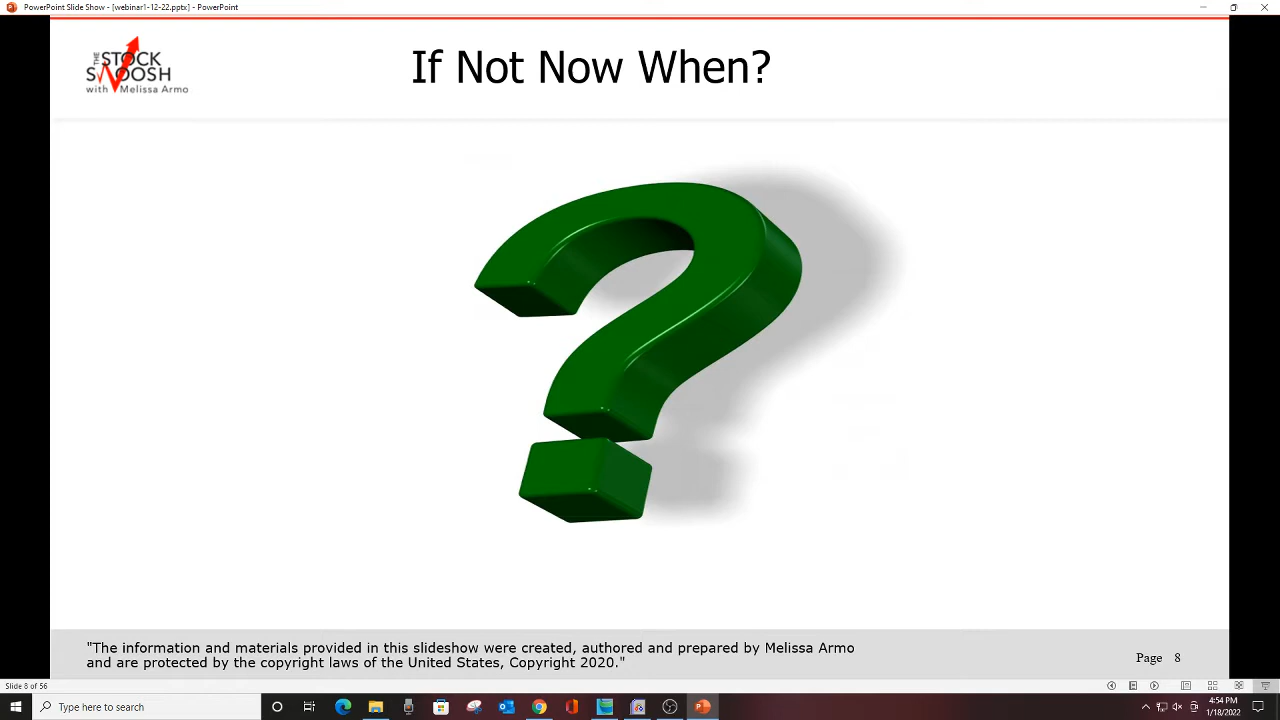 PowerPoint Slide Show - [webinar1-12-22.pptx] - PowerPoint
THE STOCK
SWOOSH
with Melissa Armo
If Not Now When?
?
"The information and materials provided in this slideshow were created, authored and prepared by Melissa Armo
and are protected by the copyright laws of the United States, Copyright 2020."
Page 8
Slide 8 of 56
Type here to search
4:54 PM
1/18/2022